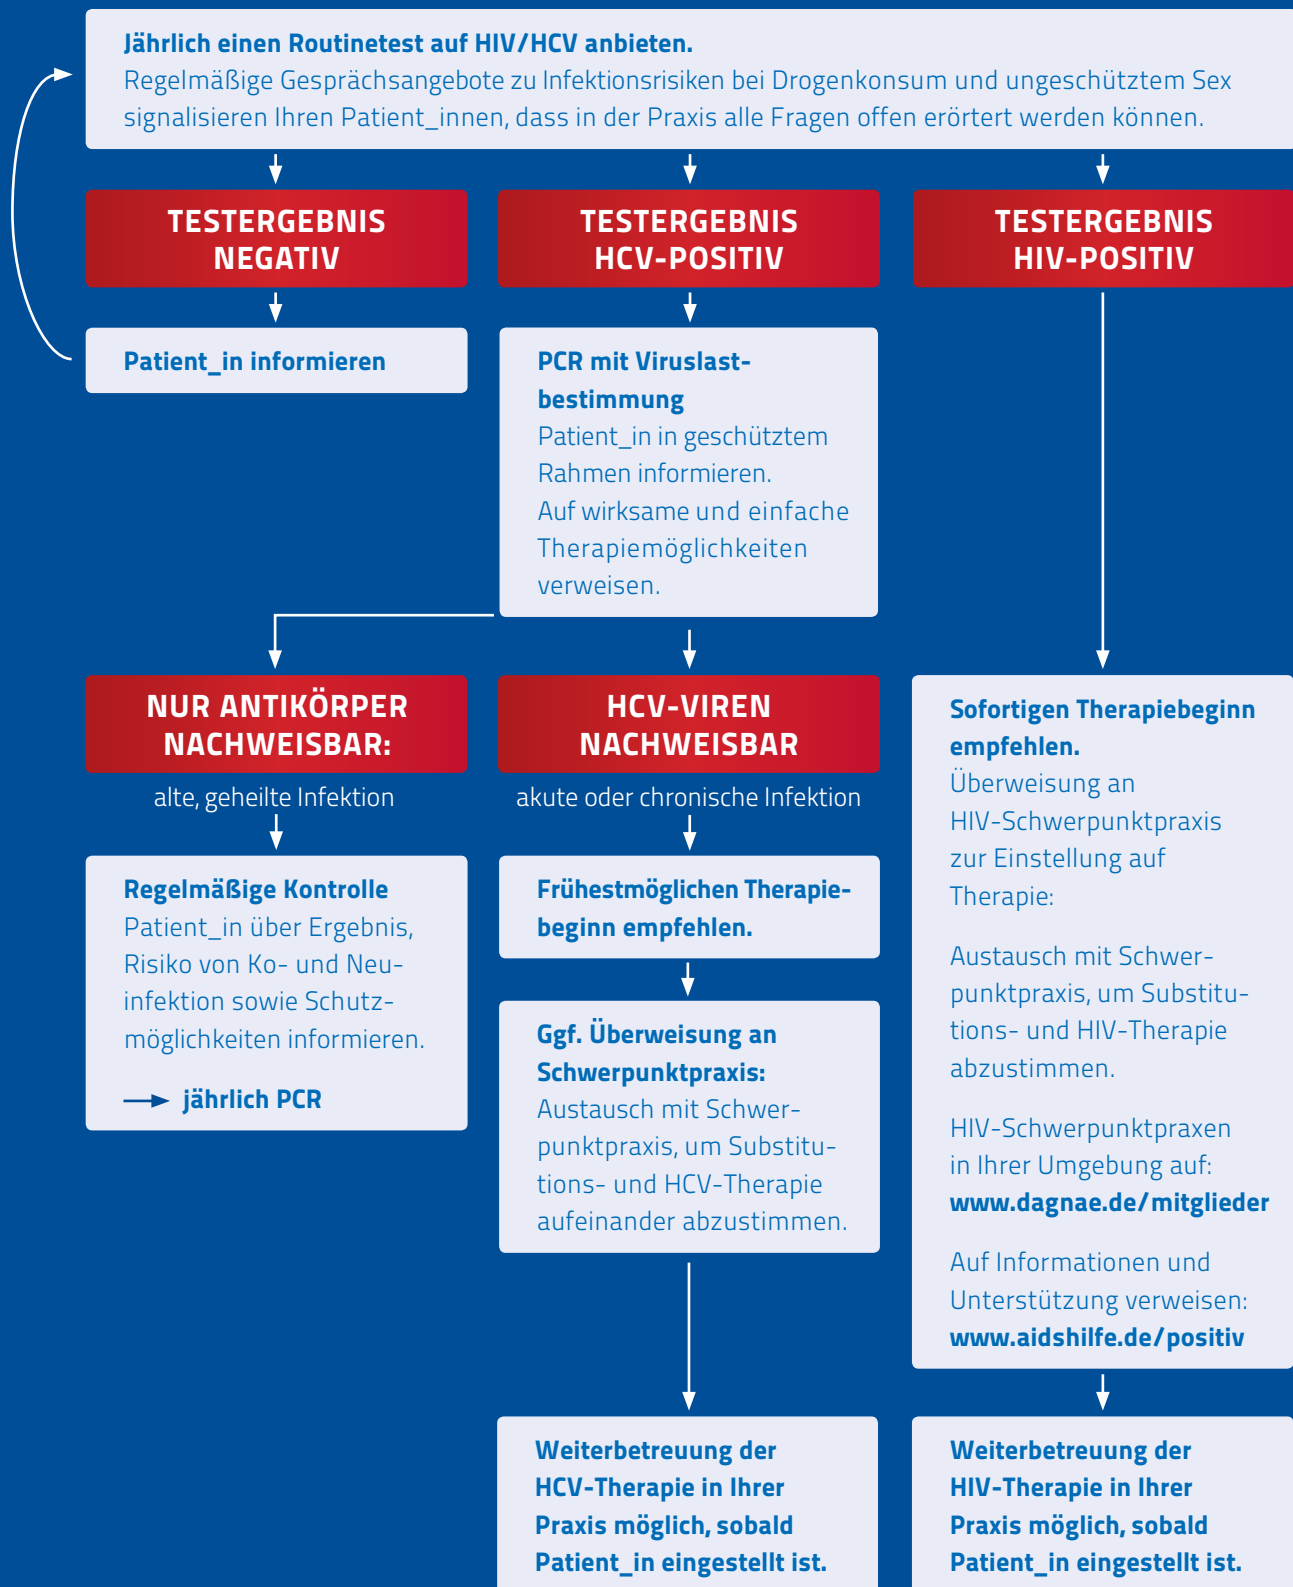 Jährlich einen Routinetest auf HIV/HCV anbieten.
Regelmäßige Gesprächsangebote zu Infektionsrisiken bei Drogenkonsum und ungeschütztem Sex
signalisieren Ihren Patient_innen, dass in der Praxis alle Fragen offen erörtert werden können.
TESTERGEBNIS
NEGATIV
Patient_in informieren
TESTERGEBNIS
HCV-POSITIV
PCR mit Viruslast-
bestimmung
Patient_in in geschütztem
Rahmen informieren.
Auf wirksame und einfache
Therapiemöglichkeiten
verweisen.
NUR ANTIKÖRPER
NACHWEISBAR:
alte, geheilte Infektion
Regelmäßige Kontrolle
Patient_in über Ergebnis,
Risiko von Ko- und Neu-
infektion sowie Schutz-
möglichkeiten informieren.
jährlich PCR
HCV-VIREN
NACHWEISBAR
akute oder chronische Infektion
Frühestmöglichen Therapie-
beginn empfehlen.
Ggf. Überweisung an
Schwerpunktpraxis:
Austausch mit Schwer-
punktpraxis, um Substitu-
tions- und HCV-Therapie
aufeinander abzustimmen.
Weiterbetreuung der
HCV-Therapie in Ihrer
Praxis möglich, sobald
Patient_in eingestellt ist.
TESTERGEBNIS
HIV-POSITIV
Sofortigen Therapiebeginn
empfehlen.
Überweisung an
HIV-Schwerpunktpraxis
zur Einstellung auf
Therapie:
Austausch mit Schwer-
punktpraxis, um Substitu-
tions- und HIV-Therapie
abzustimmen.
HIV-Schwerpunktpraxen
in Ihrer Umgebung auf:
www.dagnae.de/mitglieder
Auf Informationen und
Unterstützung verweisen:
www.aidshilfe.de/positiv
Weiterbetreuung der
HIV-Therapie in Ihrer
Praxis möglich, sobald
Patient_in eingestellt ist.